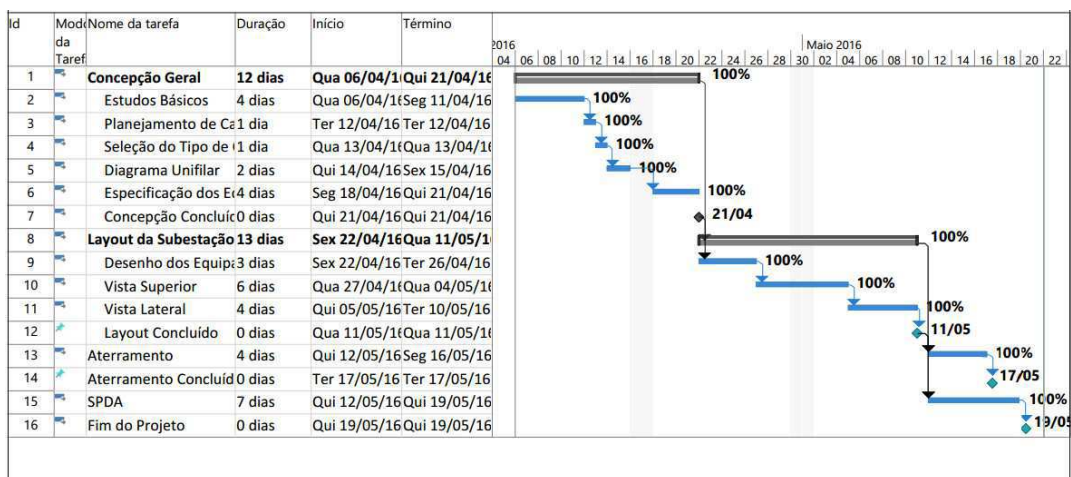 Id Modo da Taref Nome da tarefa Duração Início Término
2016 Maio 2016
04 06 08 10 12 14 16 18 20 22 24 26 28 30 02 04 06 08 10 12 14 16 18 20 22
1 Concepção Geral 12 dias Qua 06/04/1 Qui 21/04/16 100%
2 Estudos Básicos 4 dias Qua 06/04/16 Seg 11/04/16 100%
3 Planejamento de Ca 1 dia Ter 12/04/16 Ter 12/04/16 100%
4 Seleção do Tipo de 1 dia Qua 13/04/16 Qua 13/04/16 100%
5 Diagrama Unifilar 2 dias Qui 14/04/16 Sex 15/04/16 100%
6 Especificação dos E 4 dias Seg 18/04/16 Qui 21/04/16 100%
7 Concepção Concluíd 0 dias Qui 21/04/16 Qui 21/04/16 21/04
8 Layout da Subestação 13 dias Sex 22/04/16 Qua 11/05/1 100%
9 Desenho dos Equipa 3 dias Sex 22/04/16 Ter 26/04/16 100%
10 Vista Superior 6 dias Qua 27/04/16 Qua 04/05/16 100%
11 Vista Lateral 4 dias Qui 05/05/16 Ter 10/05/16 100%
12 Layout Concluído 0 dias Qua 11/05/16 Qua 11/05/16 11/05
13 Aterramento 4 dias Qui 12/05/16 Seg 16/05/16 100%
14 Aterramento Concluíd 0 dias Ter 17/05/16 Ter 17/05/16 17/05
15 SPDA 7 dias Qui 12/05/16 Qui 19/05/16 100%
16 Fim do Projeto 0 dias Qui 19/05/16 Qui 19/05/16 19/05